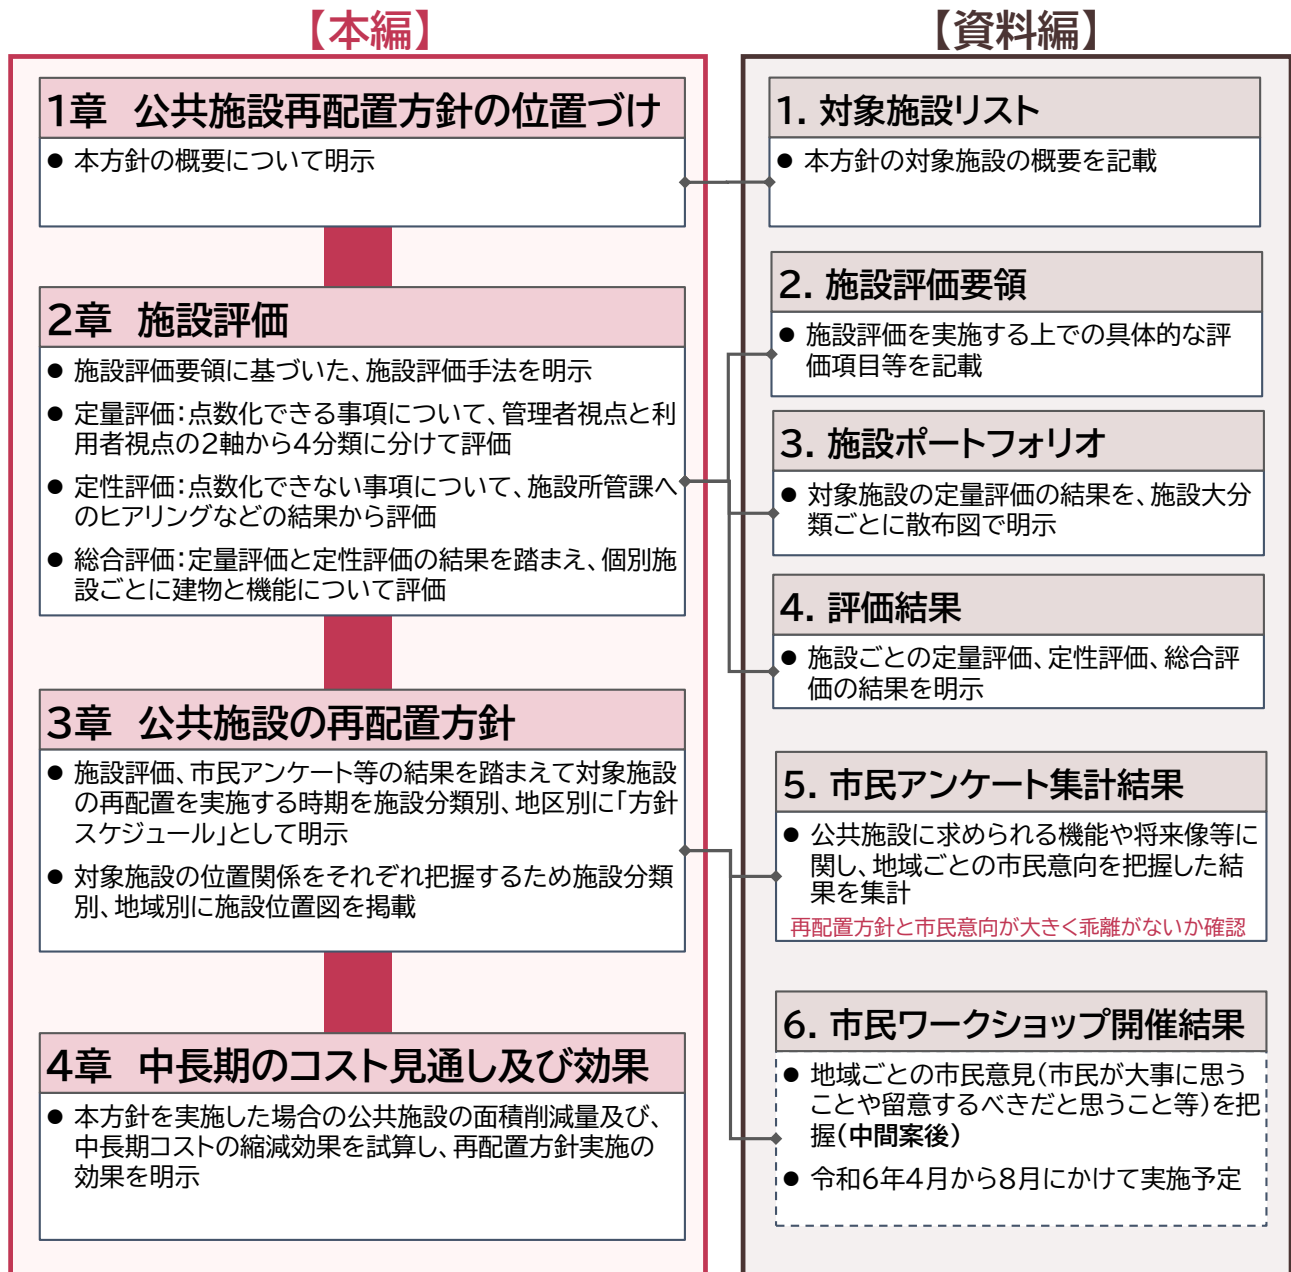 【本編】
1章 公共施設再配置方針の位置づけ
● 本方針の概要について明示
2章 施設評価
● 施設評価要領に基づいた、施設評価手法を明示
● 定量評価：点数化できる事項について、管理者視点と利
用者視点の2軸から4分類に分けて評価
● 定性評価：点数化できない事項について、施設所管課へ
のヒアリングなどの結果から評価
● 総合評価：定量評価と定性評価の結果を踏まえ、個別施
設ごとに建物と機能について評価
3章 公共施設の再配置方針
● 施設評価、市民アンケート等の結果を踏まえて対象施設
の再配置を実施する時期を施設分類別、地区別に「方針
スケジュール」として明示
● 対象施設の位置関係をそれぞれ把握するため施設分類
別、地域別に施設位置図を掲載
4章 中長期のコスト見通し及び効果
● 本方針を実施した場合の公共施設の面積削減量及び、
中長期コストの縮減効果を試算し、再配置方針実施の
効果を明示
【資料編】
1. 対象施設リスト
● 本方針の対象施設の概要を記載
2. 施設評価要領
● 施設評価を実施する上での具体的な評
価項目等を記載
3. 施設ポートフォリオ
● 対象施設の定量評価の結果を、施設大分
類ごとに散布図で明示
4. 評価結果
● 施設ごとの定量評価、定性評価、総合評
価の結果を明示
5. 市民アンケート集計結果
● 公共施設に求められる機能や将来像等に
関し、地域ごとの市民意向を把握した結
果を集計
再配置方針と市民意向が大きく乖離がないか確認
6. 市民ワークショップ開催結果
● 地域ごとの市民意見（市民が大事に思う
ことや留意するべきだと思うこと等）を把
握（中間案後）
● 令和6年4月から8月にかけて実施予定